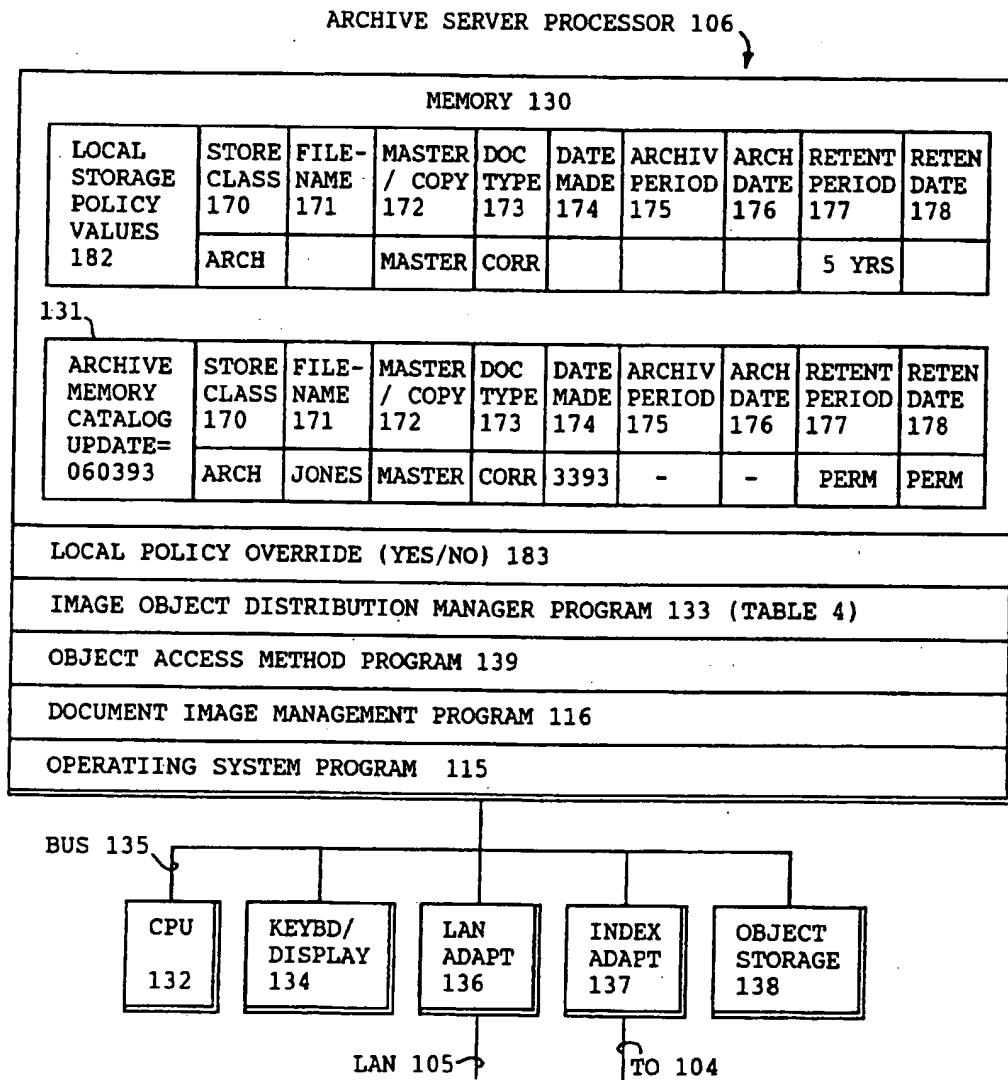 ARCHIVE SERVER PROCESSOR 106
MEMORY 130
LOCAL STORAGE POLICY VALUES 182
STORE CLASS 170
FILE- NAME 171
MASTER / COPY 172
DOC TYPE 173
DATE MADE 174
ARCHIV PERIOD 175
ARCH DATE 176
RETENT PERIOD 177
RETEN DATE 178
ARCH MASTER CORR 5 YRS
131
ARCHIVE MEMORY CATALOG UPDATE= 060393
STORE CLASS 170
FILE- NAME 171
MASTER / COPY 172
DOC TYPE 173
DATE MADE 174
ARCHIV PERIOD 175
ARCH DATE 176
RETENT PERIOD 177
RETEN DATE 178
ARCH JONES MASTER CORR 3393 - - PERM PERM
LOCAL POLICY OVERRIDE (YES/NO) 183
IMAGE OBJECT DISTRIBUTION MANAGER PROGRAM 133 (TABLE 4)
OBJECT ACCESS METHOD PROGRAM 139
DOCUMENT IMAGE MANAGEMENT PROGRAM 116
OPERATIING SYSTEM PROGRAM 115
BUS 135
CPU 132
KEYBD/ DISPLAY 134
LAN ADAPT 136
INDEX ADAPT 137
OBJECT STORAGE 138
LAN 105
TO 104